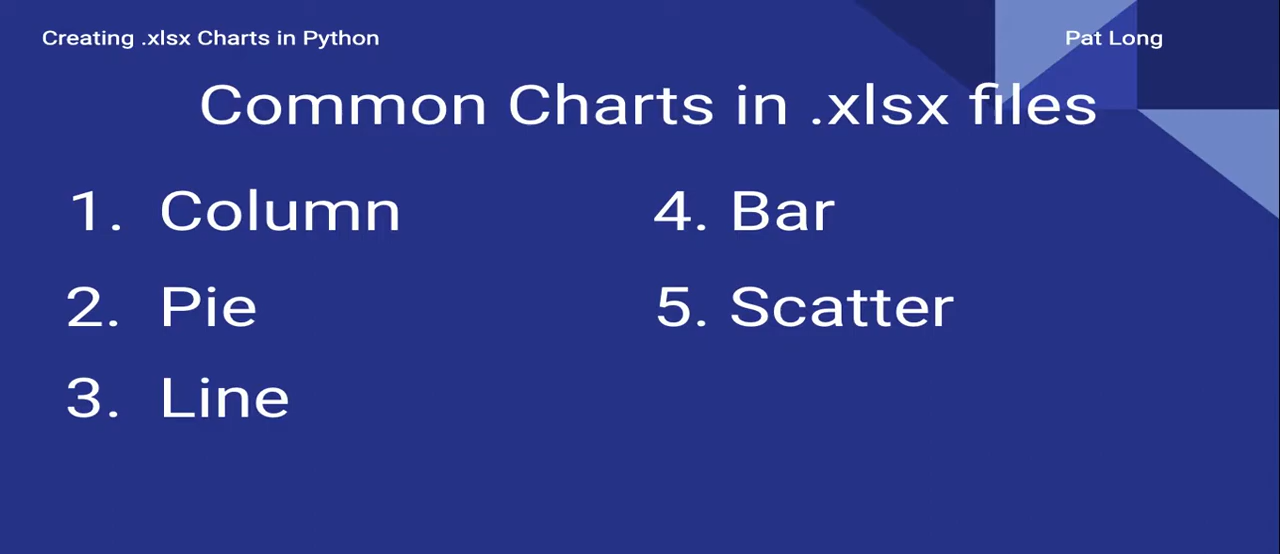 Creating .xlsx Charts in Python
Pat Long
Common Charts in .xlsx files
1. Column
2. Pie
3. Line
4. Bar
5. Scatter